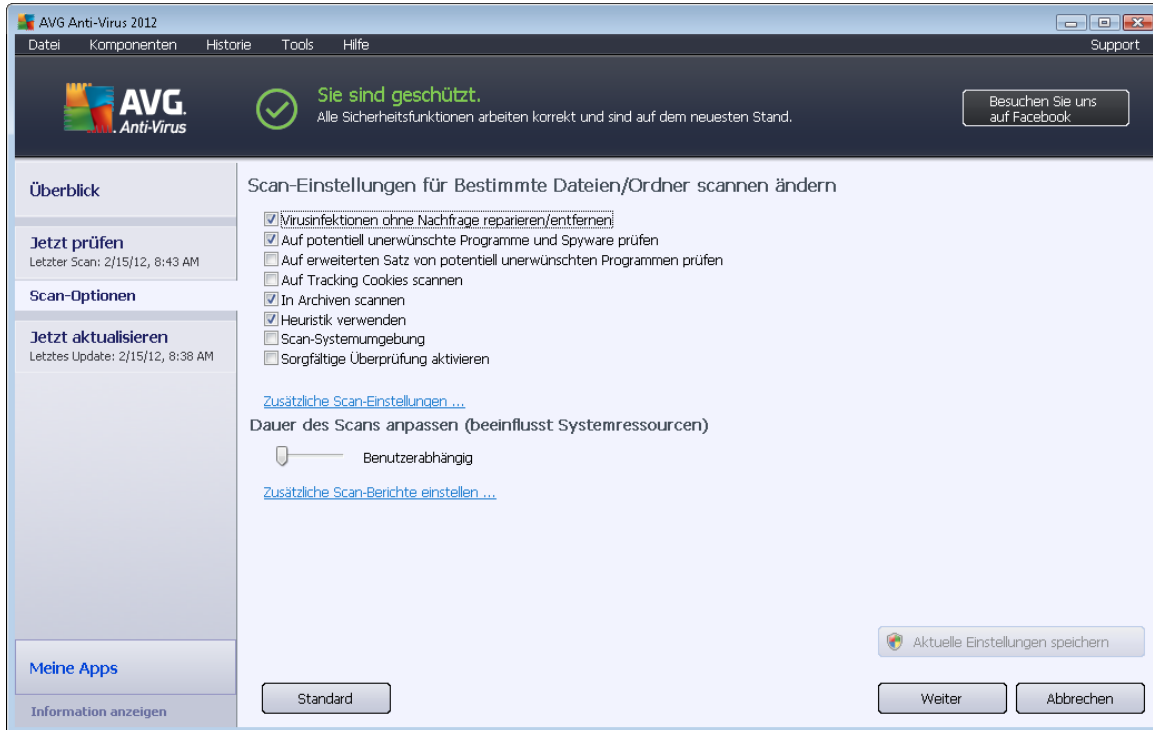 AVG Anti-Virus 2012
Datei Komponenten Historie Tools Hilfe Support
AVG.
Anti-Virus
Sie sind geschützt.
Alle Sicherheitsfunktionen arbeiten korrekt und sind auf dem neuesten Stand.
Besuchen Sie uns
auf Facebook
Überblick
Jetzt prüfen
Letzter Scan: 2/15/12, 8:43 AM
Scan-Optionen
Jetzt aktualisieren
Letztes Update: 2/15/12, 8:38 AM
Meine Apps
Information anzeigen
Scan-Einstellungen für Bestimmte Dateien/Ordner scannen ändern
Virusinfektionen ohne Nachfrage reparieren/entfernen
Auf potentiell unerwünschte Programme und Spyware prüfen
Auf erweiterten Satz von potentiell unerwünschten Programmen prüfen
Auf Tracking Cookies scannen
In Archiven scannen
Heuristik verwenden
Scan-Systemumgebung
Sorgfältige Überprüfung aktivieren
Zusätzliche Scan-Einstellungen ...
Dauer des Scans anpassen (beeinflusst Systemressourcen)
Benutzerabhängig
Zusätzliche Scan-Berichte einstellen ...
Aktuelle Einstellungen speichern
Standard
Weiter
Abbrechen